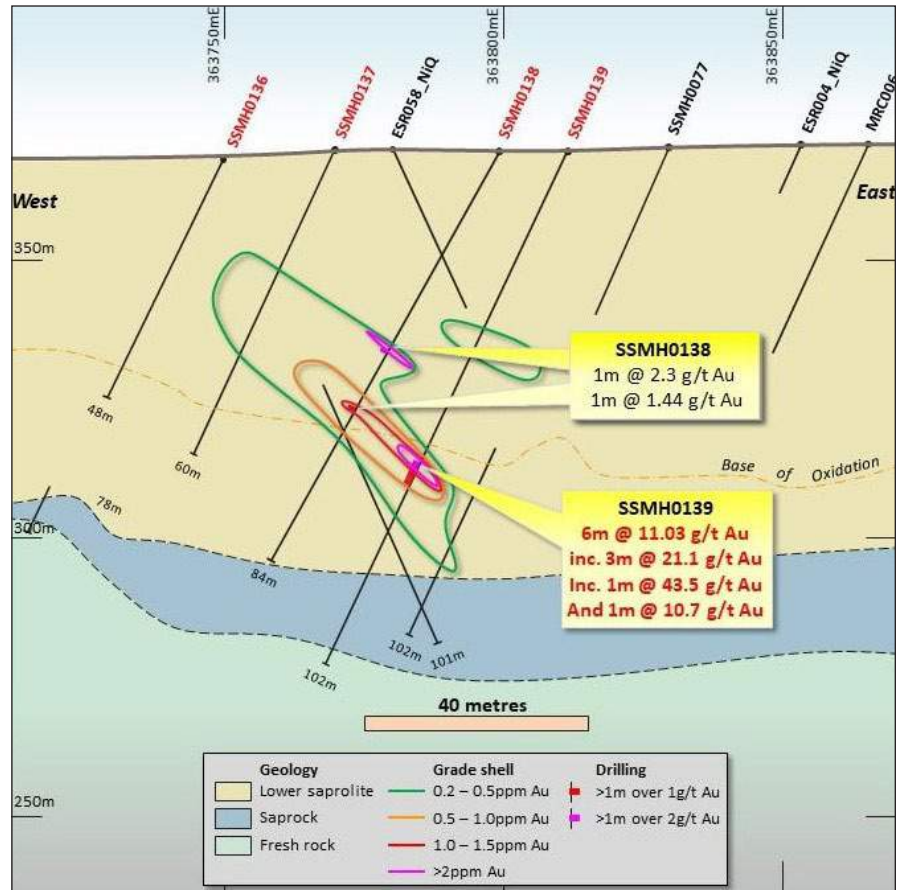 363750mE
363800mE
363850mE
SSMH0136
SSMH0137
ESR058_NiQ
SSMH0138
SSMH0139
SSMH0077
ESR004_NiQ
MRC006
West
East
350m
SSMH0138
1m @ 2.3 g/t Au
1m @ 1.44 g/t Au
48m
60m
Base of Oxidation
SSMH0139
6m @ 11.03 g/t Au
inc. 3m @ 21.1 g/t Au
Inc. 1m @ 43.5 g/t Au
And 1m @ 10.7 g/t Au
78m
300m
84m
102m
101m
102m
40 metres
250m
Geology
Lower saprolite
Saprock
Fresh rock
Grade shell
0.2 – 0.5ppm Au
0.5 – 1.0ppm Au
1.0 – 1.5ppm Au
>2ppm Au
Drilling
>1m over 1g/t Au
>1m over 2g/t Au